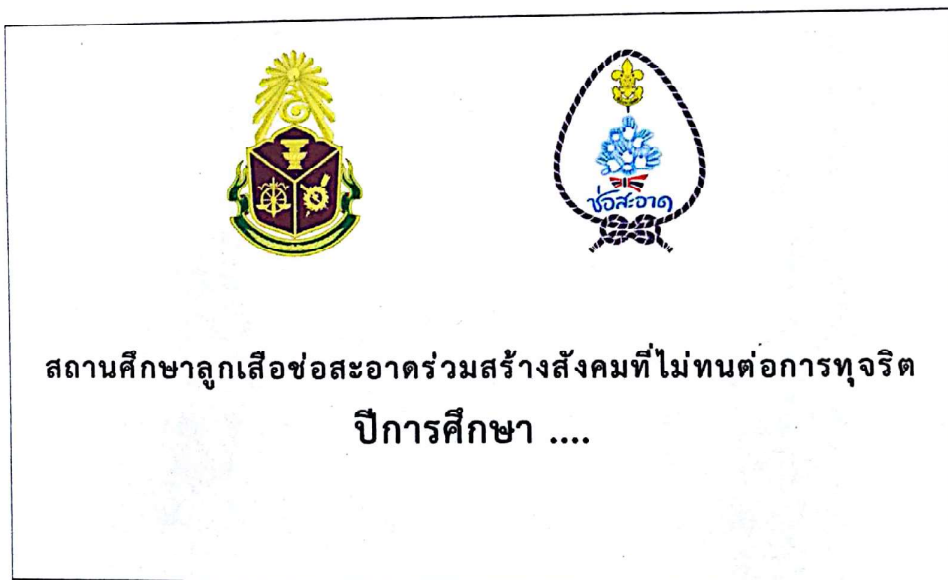 ช่อสะอาด
สถานศึกษาลูกเสือช่อสะอาดร่วมสร้างสังคมที่ไม่ทนต่อการทุจริต
ปีการศึกษา ....